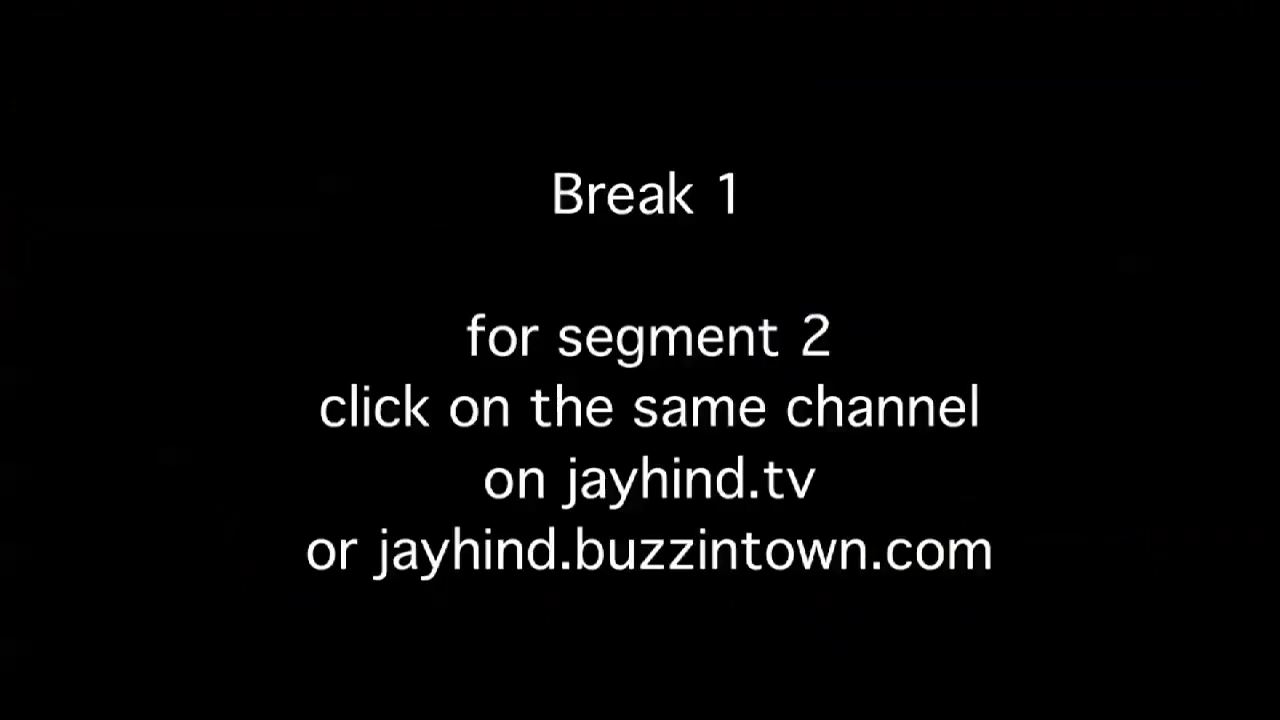 Break 1
for segment 2
click on the same channel
on jayhind.tv
or jayhind.buzzintown.com